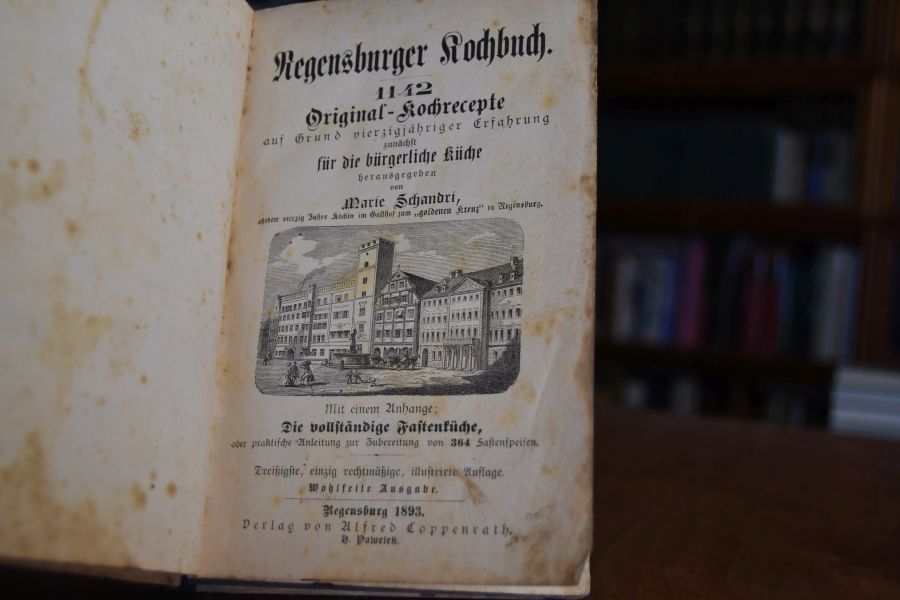 Regensburger Kochbuch.
1142
Original-Kochrecepte
auf Grund vierzigjähriger Erfahrung
zunächst
für die bürgerliche Küche
herausgegeben
von
Marie Schandri,
ehedem vierzig Jahre Köchin im Gasthof zum „goldenen Kreuz“ in Regensburg.
Mit einem Anhange:
Die vollständige Fastenküche,
oder praktische Anleitung zur Zubereitung von 364 Fastenspeisen.
Dreißigste, einzig rechtmäßige, illustrirte Auflage.
Wohlfeile Ausgabe.
Regensburg 1893.
Verlag von Alfred Coppenrath.
H. Pawelek.